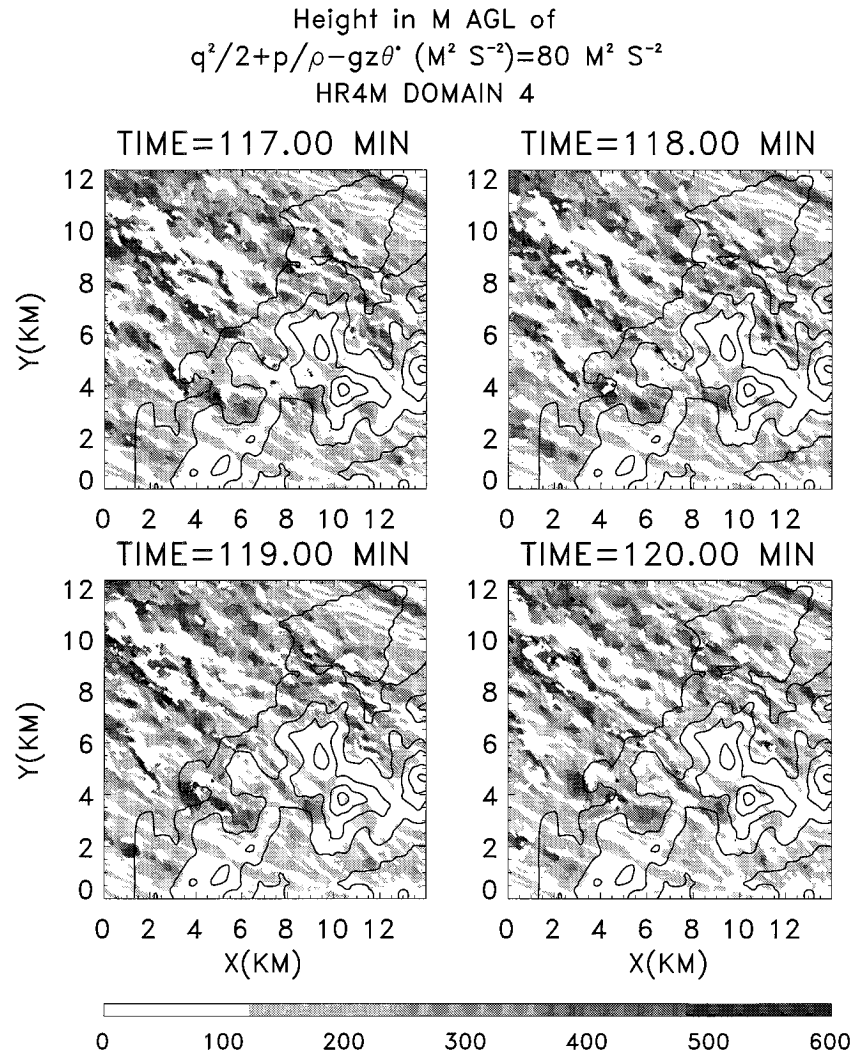 Height in M AGL of
q²/2+p/ρ−gzθ* (M² S⁻²)=80 M² S⁻²
HR4M DOMAIN 4
TIME=117.00 MIN
TIME=118.00 MIN
12
10
8
6
4
2
0
Y(KM)
12
10
8
6
4
2
0
0 2 4 6 8 10 12
0 2 4 6 8 10 12
TIME=119.00 MIN
TIME=120.00 MIN
12
10
8
6
4
2
0
Y(KM)
12
10
8
6
4
2
0
0 2 4 6 8 10 12
0 2 4 6 8 10 12
X(KM)
X(KM)
0 100 200 300 400 500 600